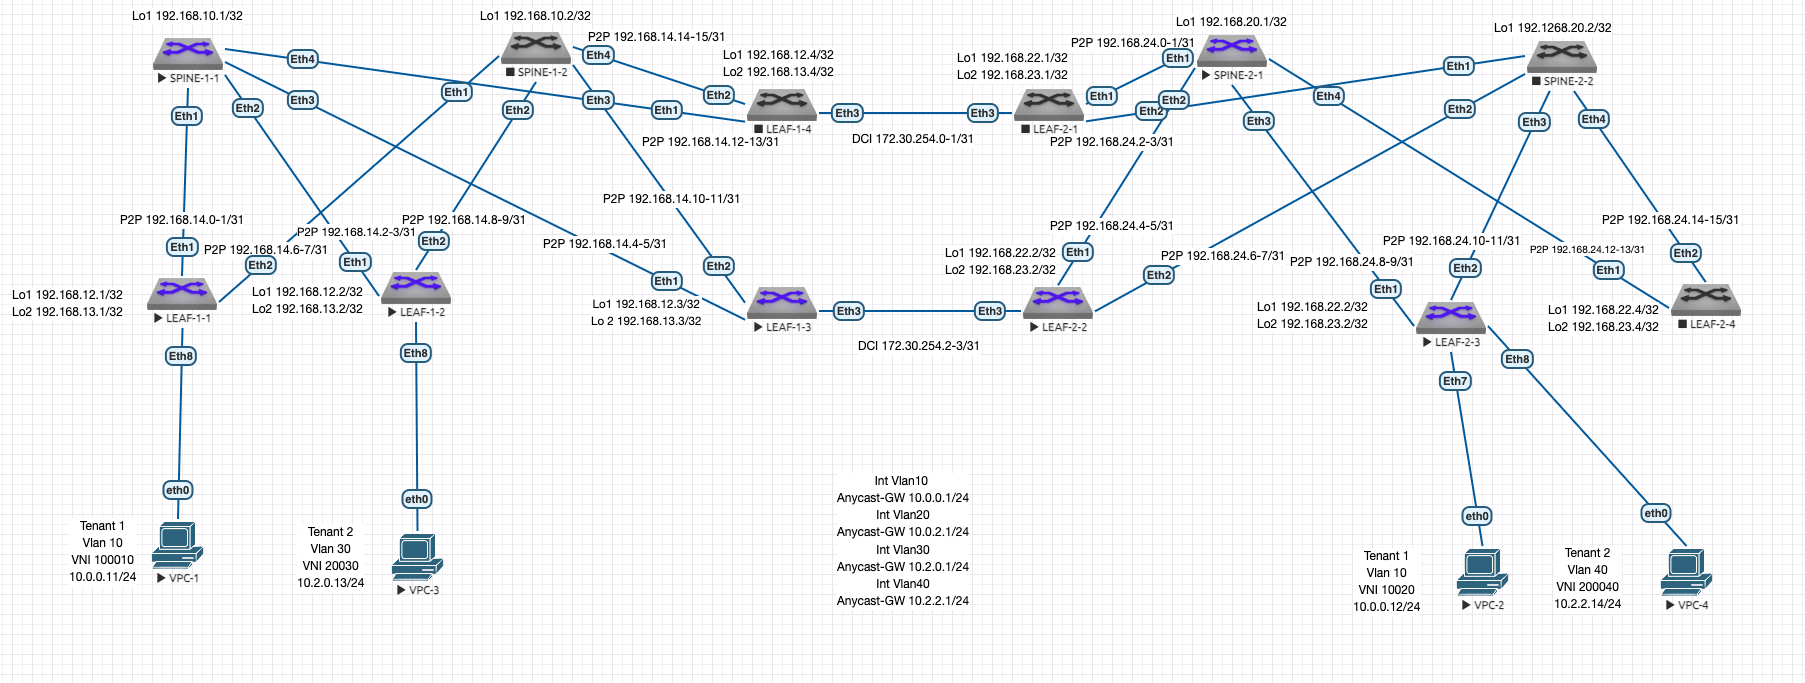 Lo1 192.168.10.1/32
SPINE-1-1
Eth4
Eth3
Eth2
Eth1
Lo1 192.168.10.2/32
SPINE-1-2
P2P 192.168.14.14-15/31
Eth4
Eth1
Eth2
Eth3
Lo1 192.168.12.4/32
Lo2 192.168.13.4/32
Eth2
Eth1
LEAF-1-4
P2P 192.168.14.12-13/31
Eth3
Eth3
DCI 172.30.254.0-1/31
Lo1 192.168.22.1/32
Lo2 192.168.23.1/32
LEAF-2-1
Eth1
Eth2
P2P 192.168.24.0-1/31
P2P 192.168.24.2-3/31
Lo1 192.168.20.1/32
SPINE-2-1
Eth1
Eth2
Eth3
Eth4
Lo1 192.1268.20.2/32
SPINE-2-2
Eth1
Eth2
Eth3
Eth4
P2P 192.168.14.0-1/31
P2P 192.168.14.6-7/31
P2P 192.168.14.2-3/31
P2P 192.168.14.8-9/31
P2P 192.168.14.10-11/31
P2P 192.168.14.4-5/31
Eth1
Eth2
Lo1 192.168.12.1/32
Lo2 192.168.13.1/32
LEAF-1-1
Eth8
Eth1
Eth2
Lo1 192.168.12.2/32
Lo2 192.168.13.2/32
LEAF-1-2
Eth8
Eth1
Eth2
Lo1 192.168.12.3/32
Lo 2 192.168.13.3/32
LEAF-1-3
Eth3
Eth3
DCI 172.30.254.2-3/31
P2P 192.168.24.4-5/31
Lo1 192.168.22.2/32
Lo2 192.168.23.2/32
Eth1
Eth2
LEAF-2-2
P2P 192.168.24.6-7/31
P2P 192.168.24.8-9/31
P2P 192.168.24.10-11/31
P2P 192.168.24.12-13/31
P2P 192.168.24.14-15/31
Lo1 192.168.22.2/32
Lo2 192.168.23.2/32
Eth1
Eth2
LEAF-2-3
Eth7
Eth8
Lo1 192.168.22.4/32
Lo2 192.168.23.4/32
Eth1
Eth2
LEAF-2-4
eth0
Tenant 1
Vlan 10
VNI 100010
10.0.0.11/24
VPC-1
eth0
Tenant 2
Vlan 30
VNI 20030
10.2.0.13/24
VPC-3
Int Vlan10
Anycast-GW 10.0.0.1/24
Int Vlan20
Anycast-GW 10.0.2.1/24
Int Vlan30
Anycast-GW 10.2.0.1/24
Int Vlan40
Anycast-GW 10.2.2.1/24
eth0
Tenant 1
Vlan 10
VNI 10020
10.0.0.12/24
VPC-2
eth0
Tenant 2
Vlan 40
VNI 200040
10.2.2.14/24
VPC-4